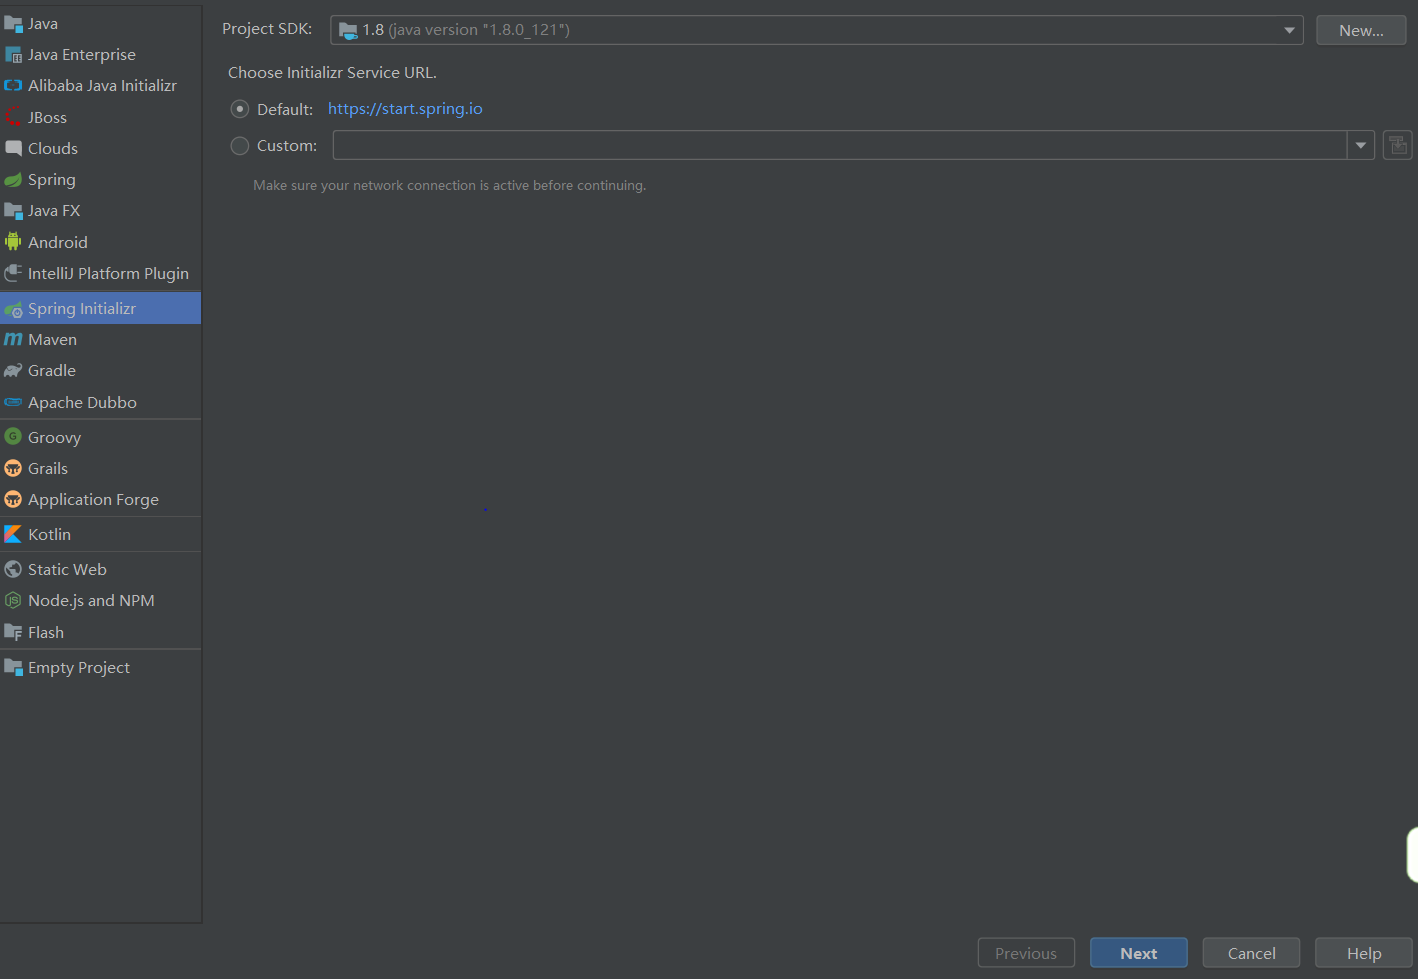 Java
Java Enterprise
Alibaba Java Initializr
JBoss
Clouds
Spring
Java FX
Android
IntelliJ Platform Plugin
Spring Initializr
Maven
Gradle
Apache Dubbo
Groovy
Grails
Application Forge
Kotlin
Static Web
Node.js and NPM
Flash
Empty Project
Project SDK: 1.8 (java version "1.8.0_121") New...
Choose Initializr Service URL.
Default: https://start.spring.io
Custom:
Make sure your network connection is active before continuing.
Previous Next Cancel Help